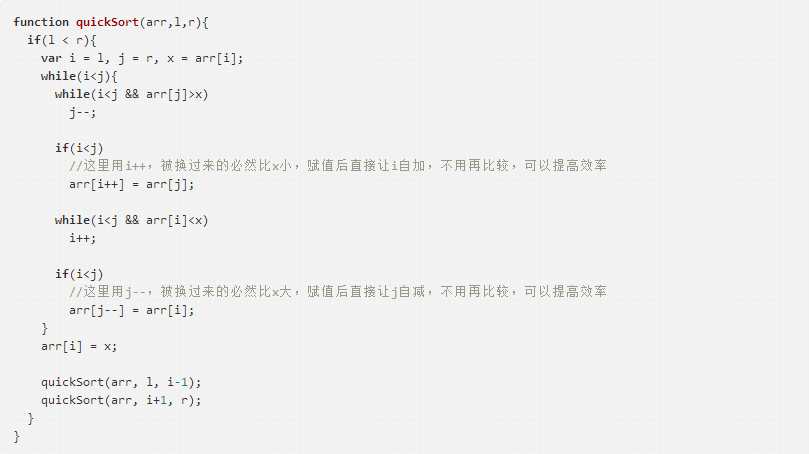 function quickSort(arr,l,r){
if(l < r){
var i = l, j = r, x = arr[i];
while(i<j){
while(i<j && arr[j]>x)
j--;
if(i<j)
//这里用i++，被换过来的必然比x小，赋值后直接让i自加，不用再比较，可以提高效率
arr[i++] = arr[j];
while(i<j && arr[i]<x)
i++;
if(i<j)
//这里用j--，被换过来的必然比x大，赋值后直接让j自减，不用再比较，可以提高效率
arr[j--] = arr[i];
}
arr[i] = x;
quickSort(arr, l, i-1);
quickSort(arr, i+1, r);
}
}